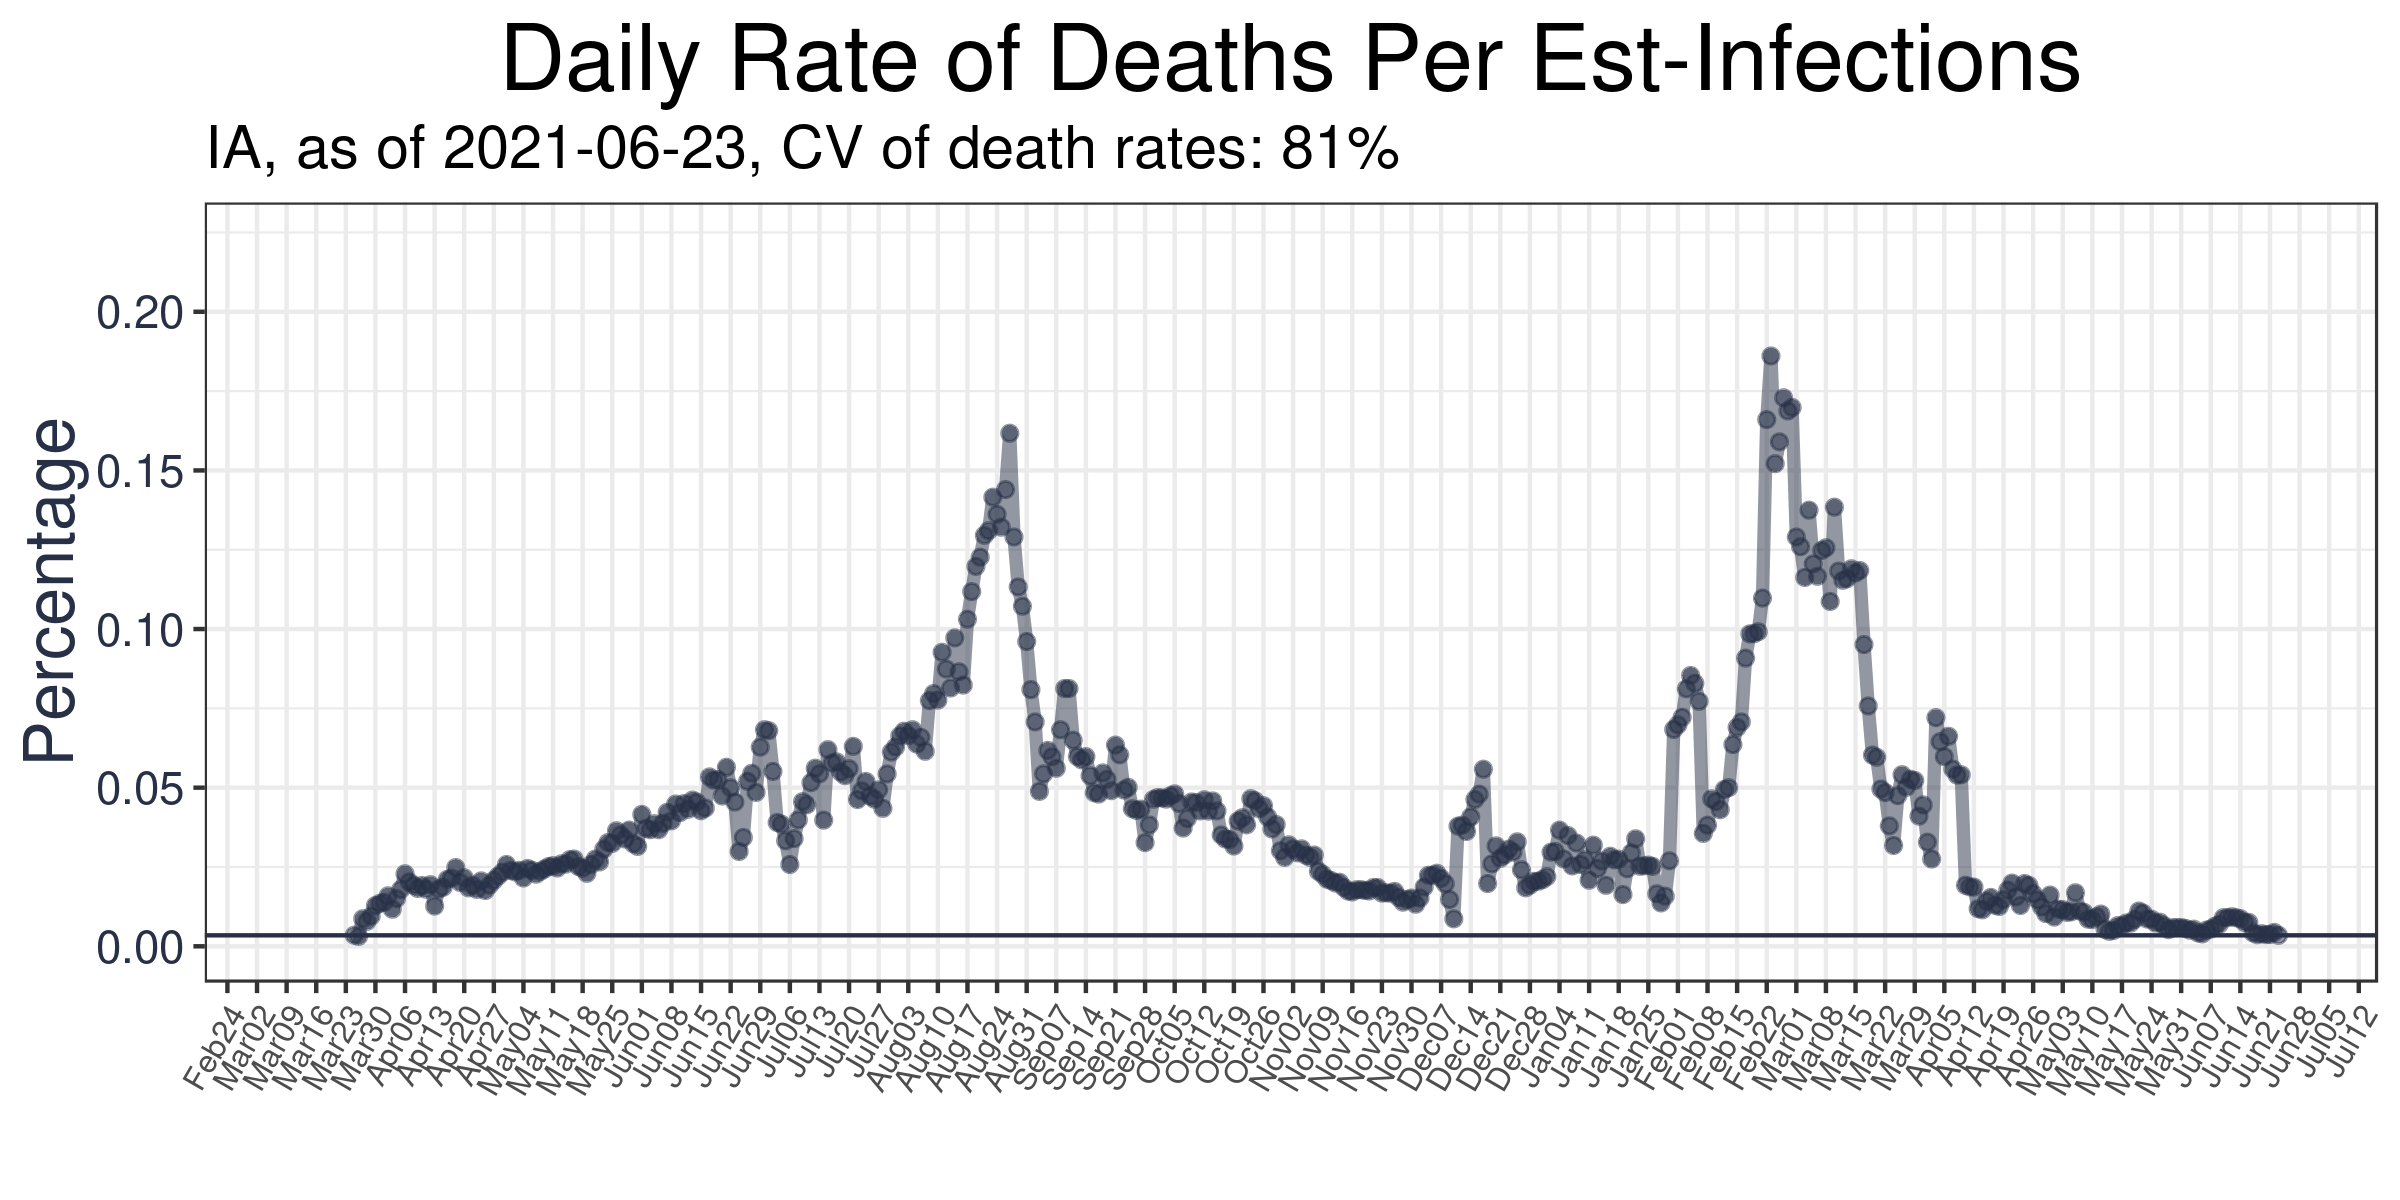 Daily Rate of Deaths Per Est-Infections
IA, as of 2021-06-23, CV of death rates: 81%
Percentage
0.20
0.15
0.10
0.05
0.00
Feb24
Mar02
Mar09
Mar16
Mar23
Mar30
Apr06
Apr13
Apr20
Apr27
May04
May11
May18
May25
Jun01
Jun08
Jun15
Jun22
Jun29
Jul06
Jul13
Jul20
Jul27
Aug03
Aug10
Aug17
Aug24
Aug31
Sep07
Sep14
Sep21
Sep28
Oct05
Oct12
Oct19
Oct26
Nov02
Nov09
Nov16
Nov23
Nov30
Dec07
Dec14
Dec21
Dec28
Jan04
Jan11
Jan18
Jan25
Feb01
Feb08
Feb15
Feb22
Mar01
Mar08
Mar15
Mar22
Mar29
Apr05
Apr12
Apr19
Apr26
May03
May10
May17
May24
May31
Jun07
Jun14
Jun21
Jun28
Jul05
Jul12